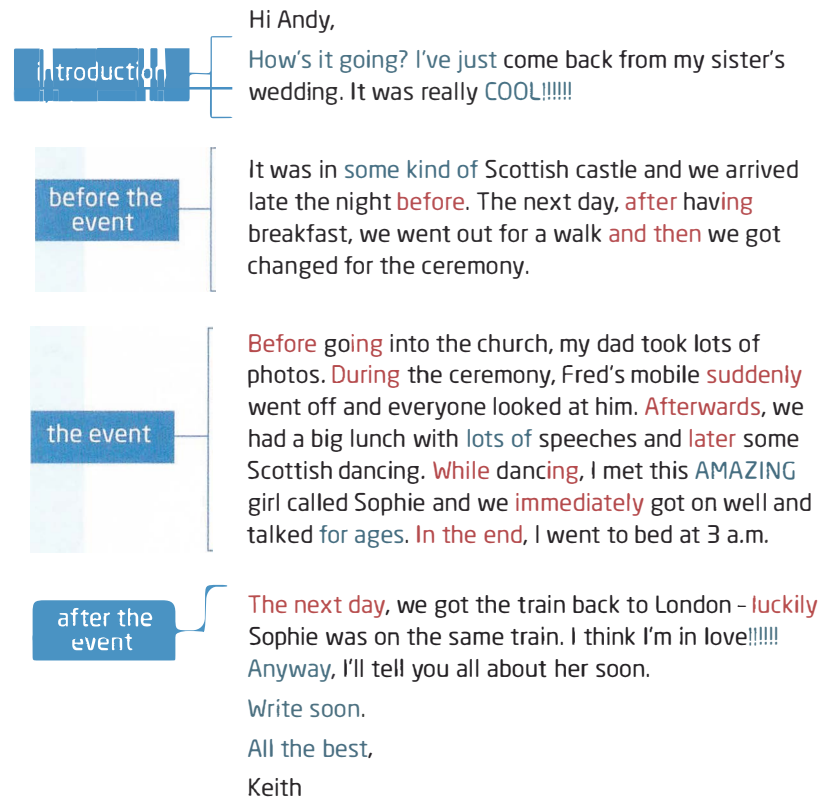 Hi Andy,
introduction
How's it going? I've just come back from my sister's
wedding. It was really COOL!!!!!!
before the
event
It was in some kind of Scottish castle and we arrived
late the night before. The next day, after having
breakfast, we went out for a walk and then we got
changed for the ceremony.
the event
Before going into the church, my dad took lots of
photos. During the ceremony, Fred's mobile suddenly
went off and everyone looked at him. Afterwards, we
had a big lunch with lots of speeches and later some
Scottish dancing. While dancing, I met this AMAZING
girl called Sophie and we immediately got on well and
talked for ages. In the end, I went to bed at 3 a.m.
after the
event
The next day, we got the train back to London – luckily
Sophie was on the same train. I think I'm in love!!!!!!
Anyway, I'll tell you all about her soon.
Write soon.
All the best,
Keith